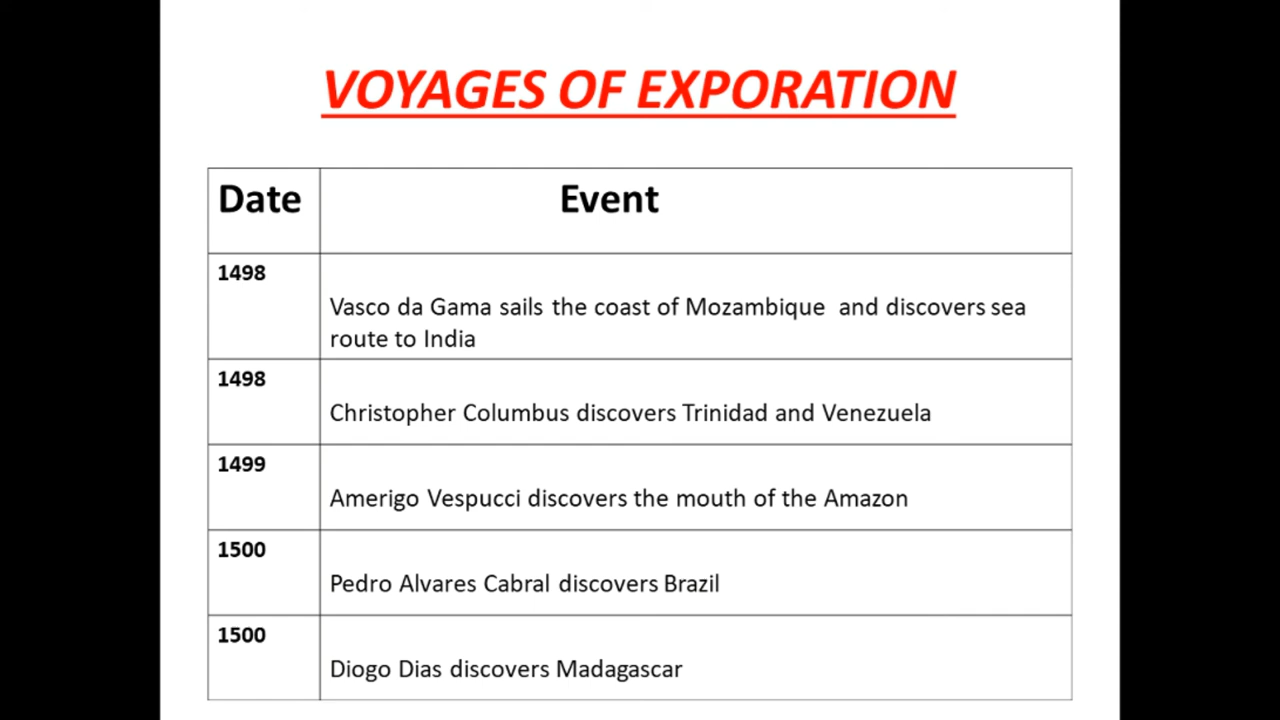 VOYAGES OF EXPORATION
Date
Event
1498
Vasco da Gama sails the coast of Mozambique and discovers sea
route to India
1498
Christopher Columbus discovers Trinidad and Venezuela
1499
Amerigo Vespucci discovers the mouth of the Amazon
1500
Pedro Alvares Cabral discovers Brazil
1500
Diogo Dias discovers Madagascar